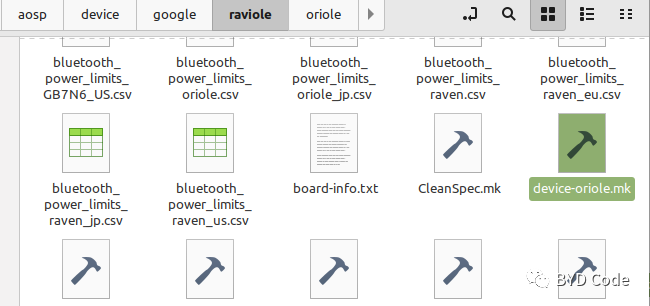 aosp device google raviole oriole
bluetooth_ bluetooth_ bluetooth_ bluetooth_ bluetooth_
power_limits_ power_limits_ power_limits_ power_limits_ power_limits_
GB7N6_US.csv oriole.csv oriole_jp.csv raven.csv raven_eu.csv
bluetooth_ bluetooth_ board-info.txt CleanSpec.mk device-oriole.mk
power_limits_ power_limits_
raven_jp.csv raven_us.csv
BYD Code